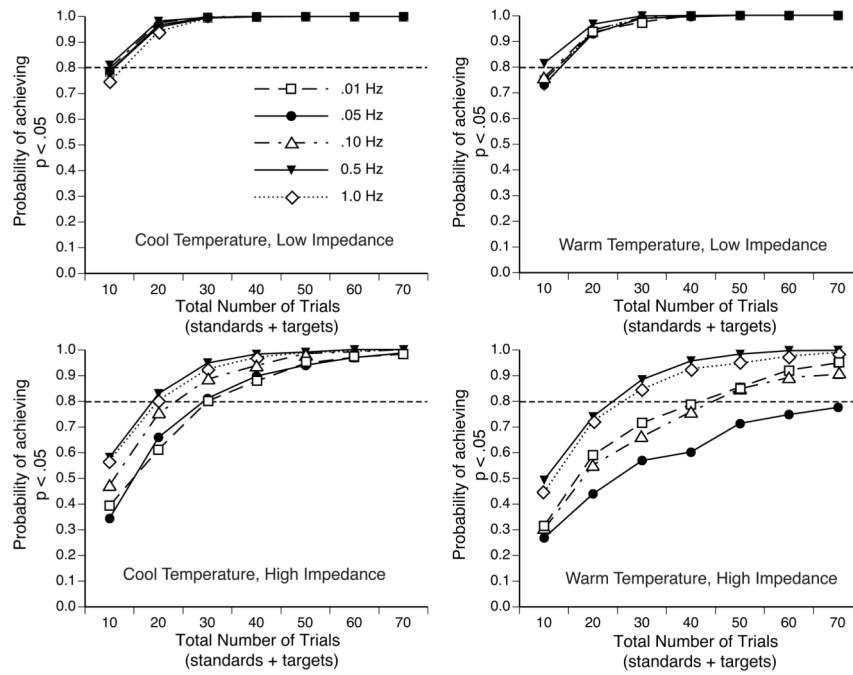 Probability of achieving
p < .05
1.0
0.9
0.8
0.7
0.6
0.5
0.4
0.3
0.2
0.1
0.0
.01 Hz
.05 Hz
.10 Hz
0.5 Hz
1.0 Hz
Cool Temperature, Low Impedance
10 20 30 40 50 60 70
Total Number of Trials
(standards + targets)
Probability of achieving
p < .05
1.0
0.9
0.8
0.7
0.6
0.5
0.4
0.3
0.2
0.1
0.0
Warm Temperature, Low Impedance
10 20 30 40 50 60 70
Total Number of Trials
(standards + targets)
Probability of achieving
p < .05
1.0
0.9
0.8
0.7
0.6
0.5
0.4
0.3
0.2
0.1
0.0
Cool Temperature, High Impedance
10 20 30 40 50 60 70
Total Number of Trials
(standards + targets)
Probability of achieving
p < .05
1.0
0.9
0.8
0.7
0.6
0.5
0.4
0.3
0.2
0.1
0.0
Warm Temperature, High Impedance
10 20 30 40 50 60 70
Total Number of Trials
(standards + targets)